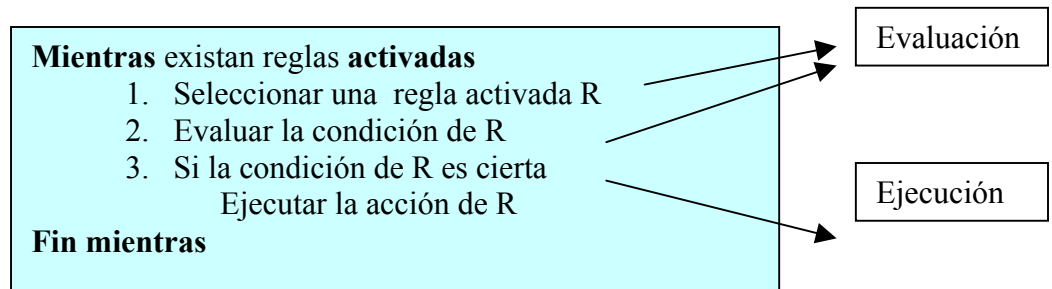 Mientras existan reglas activadas
1. Seleccionar una regla activada R
2. Evaluar la condición de R
3. Si la condición de R es cierta
Ejecutar la acción de R
Fin mientras
Evaluación
Ejecución